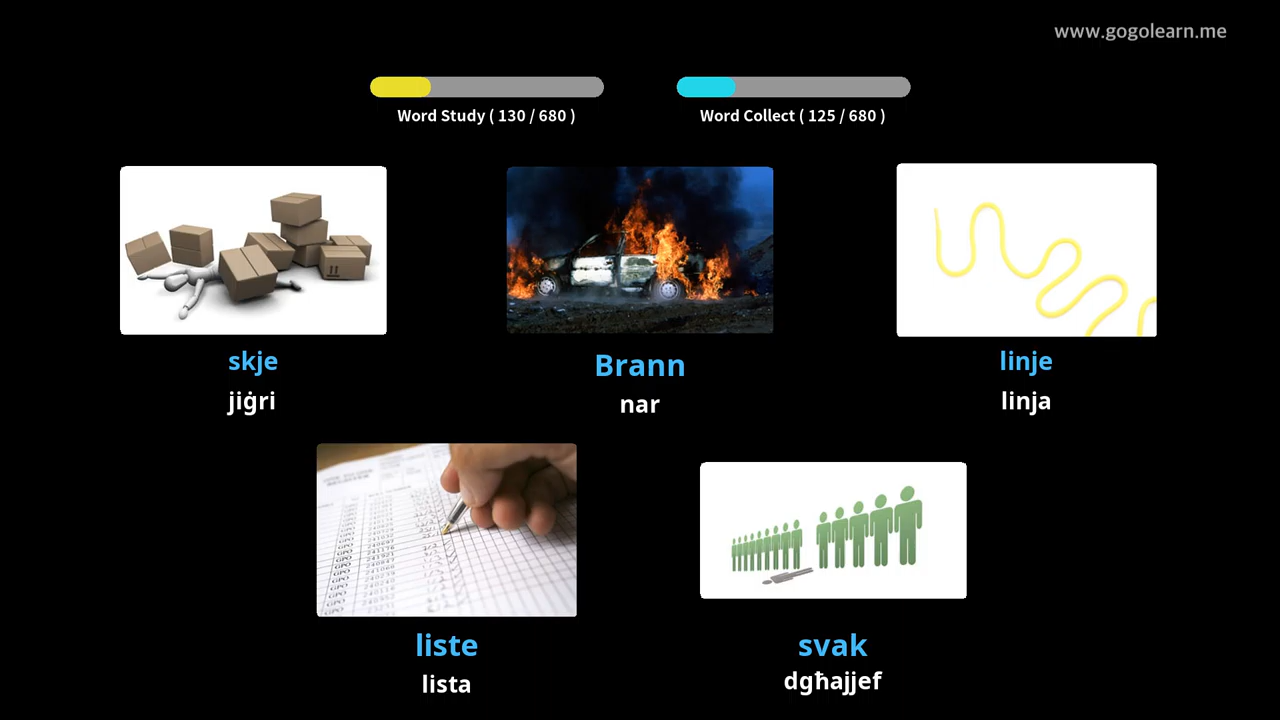 www.gogolearn.me
Word Study ( 130 / 680 )
Word Collect ( 125 / 680 )
skje
jiġri
Brann
nar
linje
linja
liste
lista
svak
dgħajjef